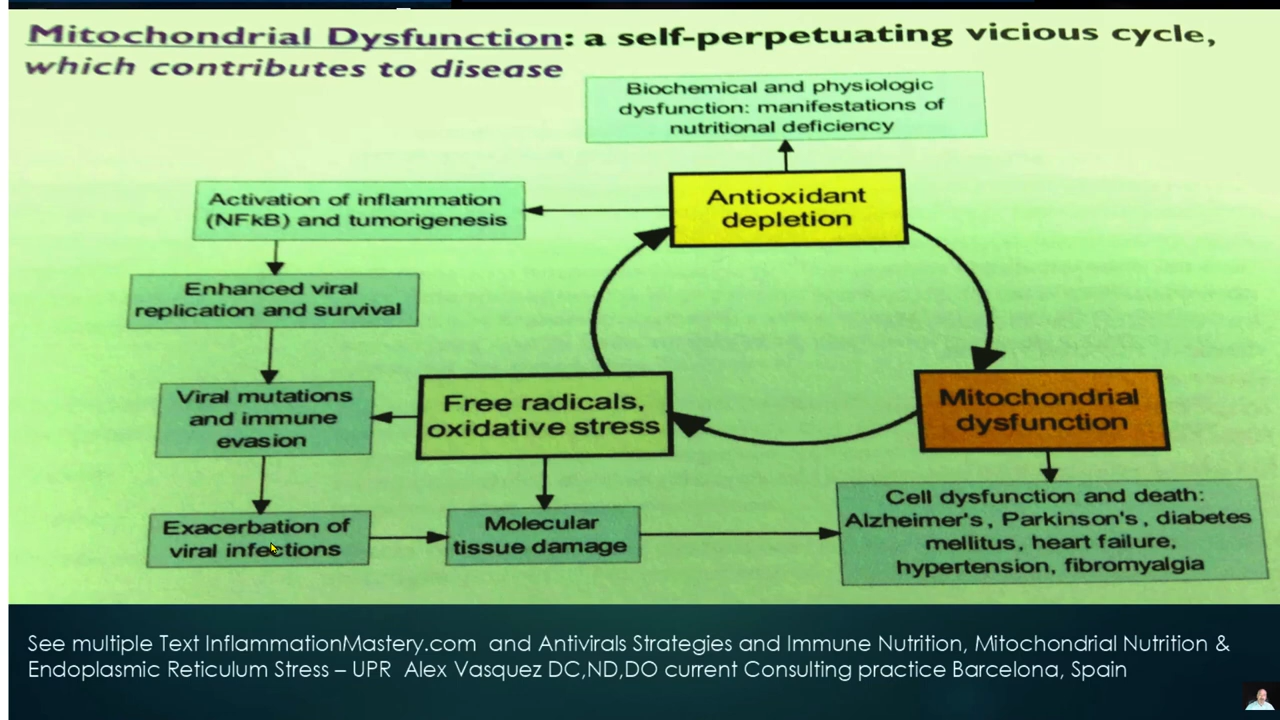 Mitochondrial Dysfunction: a self-perpetuating vicious cycle,
which contributes to disease
Biochemical and physiologic
dysfunction: manifestations of
nutritional deficiency
Antioxidant
depletion
Activation of inflammation
(NFkB) and tumorigenesis
Enhanced viral
replication and survival
Viral mutations
and immune
evasion
Free radicals,
oxidative stress
Mitochondrial
dysfunction
Exacerbation of
viral infections
Molecular
tissue damage
Cell dysfunction and death:
Alzheimer's, Parkinson's, diabetes
mellitus, heart failure,
hypertension, fibromyalgia
See multiple Text InflammationMastery.com and Antivirals Strategies and Immune Nutrition, Mitochondrial Nutrition &
Endoplasmic Reticulum Stress – UPR Alex Vasquez DC,ND,DO current Consulting practice Barcelona, Spain